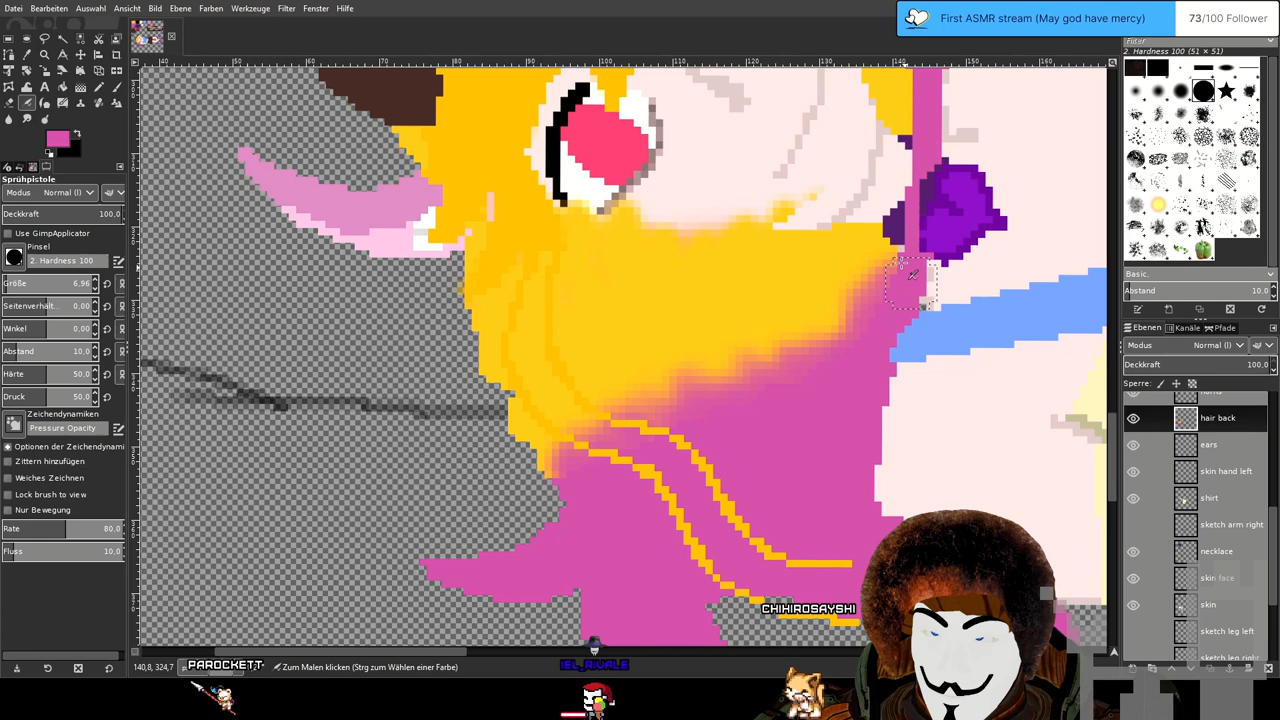 Datei Bearbeiten Auswahl Ansicht Bild Ebene Farben Werkzeuge Filter Fenster Hilfe
First ASMR stream (May god have mercy)
73/100 Follower
Filter
2. Hardness 100 (51 × 51)
Sprühpistole
Modus Normal (l)
Deckkraft 100,0
Use GimpApplicator
Pinsel
2. Hardness 100
Größe 6,96
Seitenverhält... 0,00
Winkel 0,00
Abstand 10,0
Härte 50,0
Druck 50,0
Zeichendynamiken
Pressure Opacity
Optionen der Zeichendynami
Zittern hinzufügen
Weiches Zeichnen
Lock brush to view
Nur Bewegung
Rate 80,0
Fluss 10,0
Basic.
Abstand 10,0
Ebenen Kanäle Pfade
Modus Normal (l)
Deckkraft 100,0
Sperre:
hair back
ears
skin hand left
shirt
sketch arm right
necklace
skin face
skin
sketch leg left
sketch leg right
CHIHIROSAYSHI
140,8, 324,7
PAROCKETT
Zum Malen klicken (Strg zum Wählen einer Farbe)
IEL_RIVALE